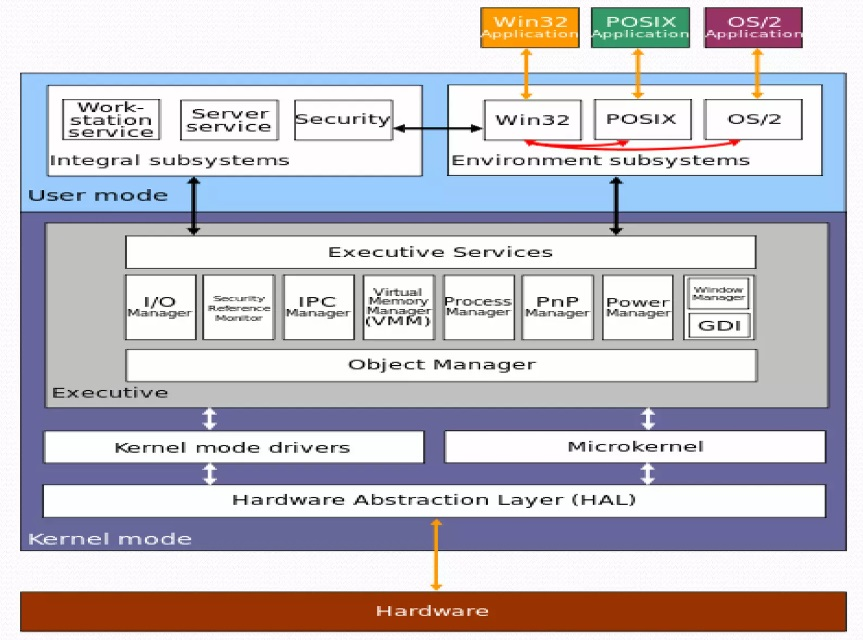 Win32
Application
POSIX
Application
OS/2
Application
Work-
station
service
Server
service
Security
Integral subsystems
Win32
POSIX
OS/2
Environment subsystems
User mode
Executive Services
I/O
Manager
Security
Reference
Monitor
IPC
Manager
Virtual
Memory
Manager
(VMM)
Process
Manager
PnP
Manager
Power
Manager
Window
Manager
GDI
Object Manager
Executive
Kernel mode drivers
Microkernel
Hardware Abstraction Layer (HAL)
Kernel mode
Hardware